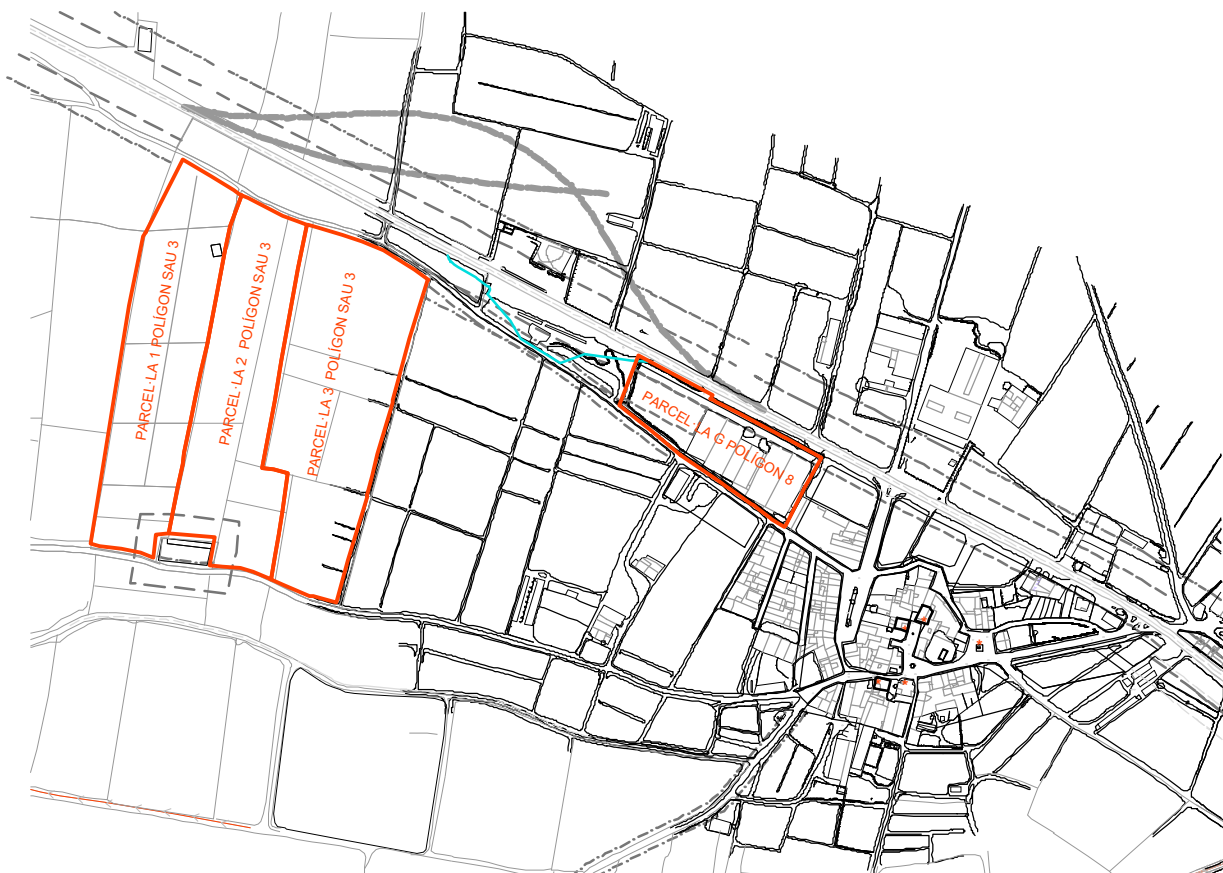 PARCEL·LA 1 POLÍGON SAU 3
PARCEL·LA 2 POLÍGON SAU 3
PARCEL·LA 3 POLÍGON SAU 3
PARCEL·LA G POLÍGON 8